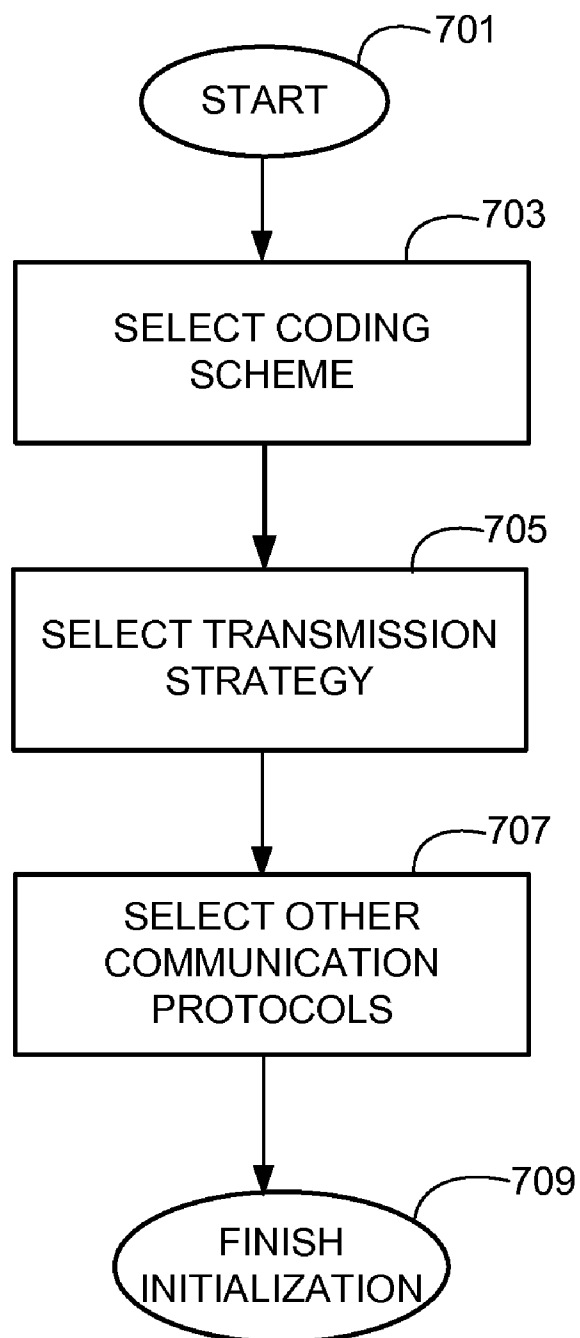 701
START
703
SELECT CODING
SCHEME
705
SELECT TRANSMISSION
STRATEGY
707
SELECT OTHER
COMMUNICATION
PROTOCOLS
709
FINISH
INITIALIZATION